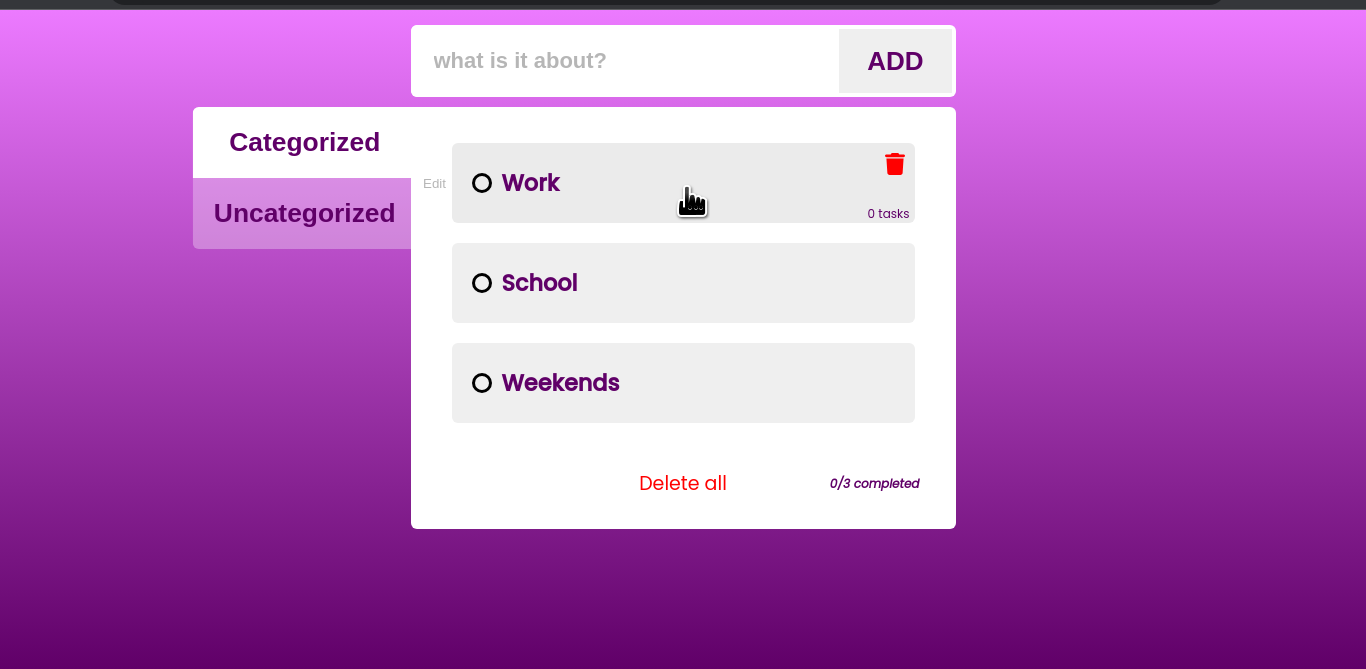 what is it about?
ADD
Categorized
Uncategorized
Edit
Work
0 tasks
School
Weekends
Delete all
0/3 completed